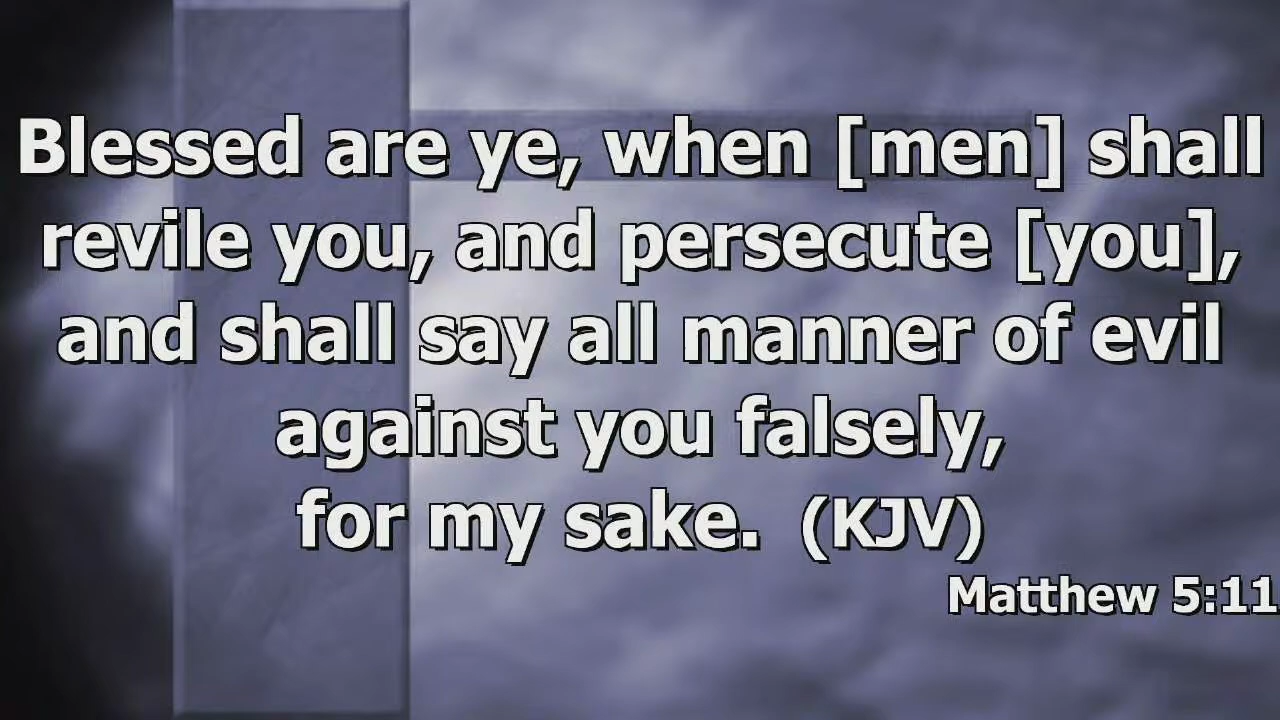 Blessed are ye, when [men] shall
revile you, and persecute [you],
and shall say all manner of evil
against you falsely,
for my sake. (KJV)
Matthew 5:11